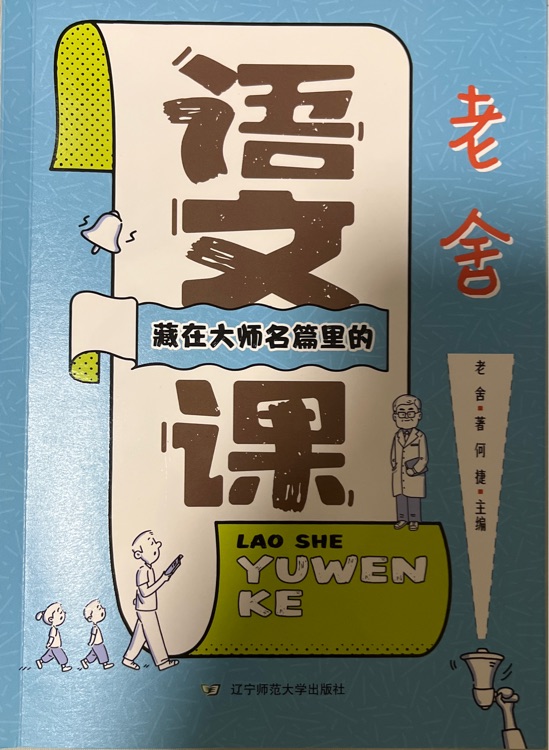 语文课
藏在大师名篇里的
老舍
老舍·著 何捷·主编
LAO SHE
YUWEN
KE
辽宁师范大学出版社